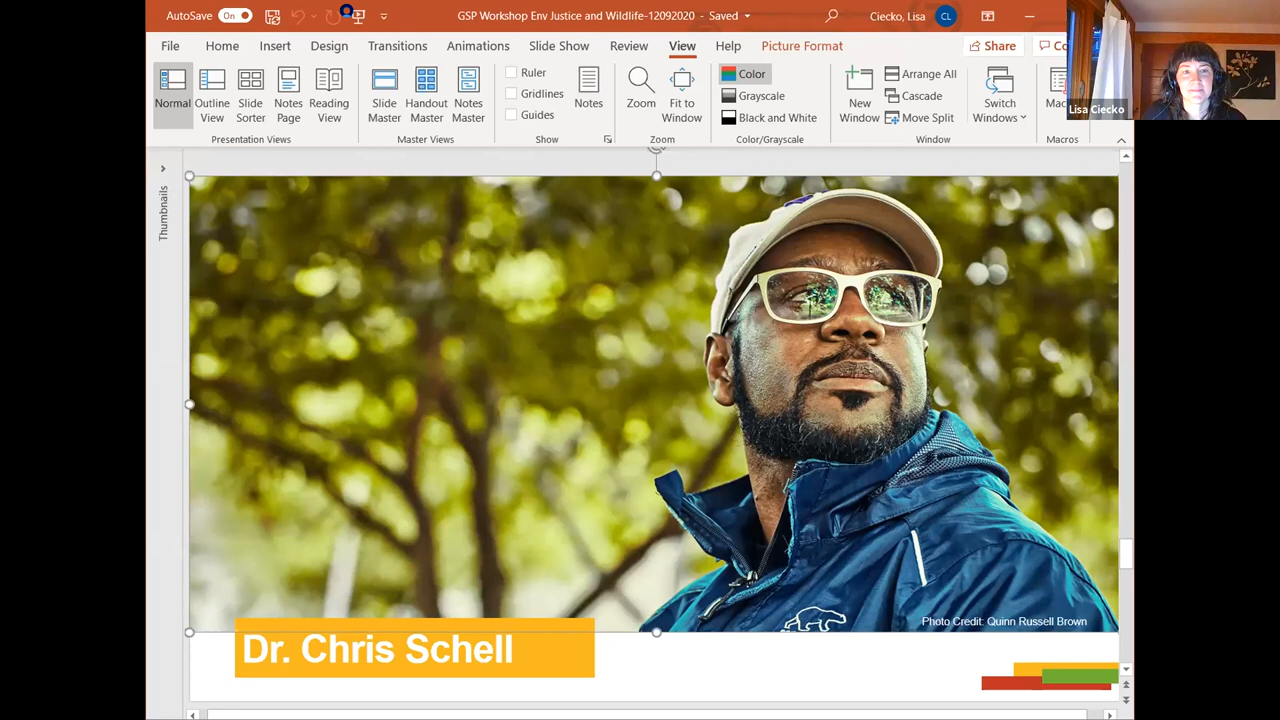 AutoSave On
GSP Workshop Env Justice and Wildlife-12092020 - Saved
Ciecko, Lisa CL
File Home Insert Design Transitions Animations Slide Show Review View Help Picture Format
Share
Co
Lisa Ciecko
Normal
Outline View
Slide Sorter
Notes Page
Reading View
Presentation Views
Slide Master
Handout Master
Notes Master
Master Views
Ruler
Gridlines
Guides
Notes
Show
Zoom
Fit to Window
Zoom
Color
Grayscale
Black and White
Color/Grayscale
New Window
Arrange All
Cascade
Move Split
Switch Windows
Window
Mac
Macros
Thumbnails
Photo Credit: Quinn Russell Brown
Dr. Chris Schell